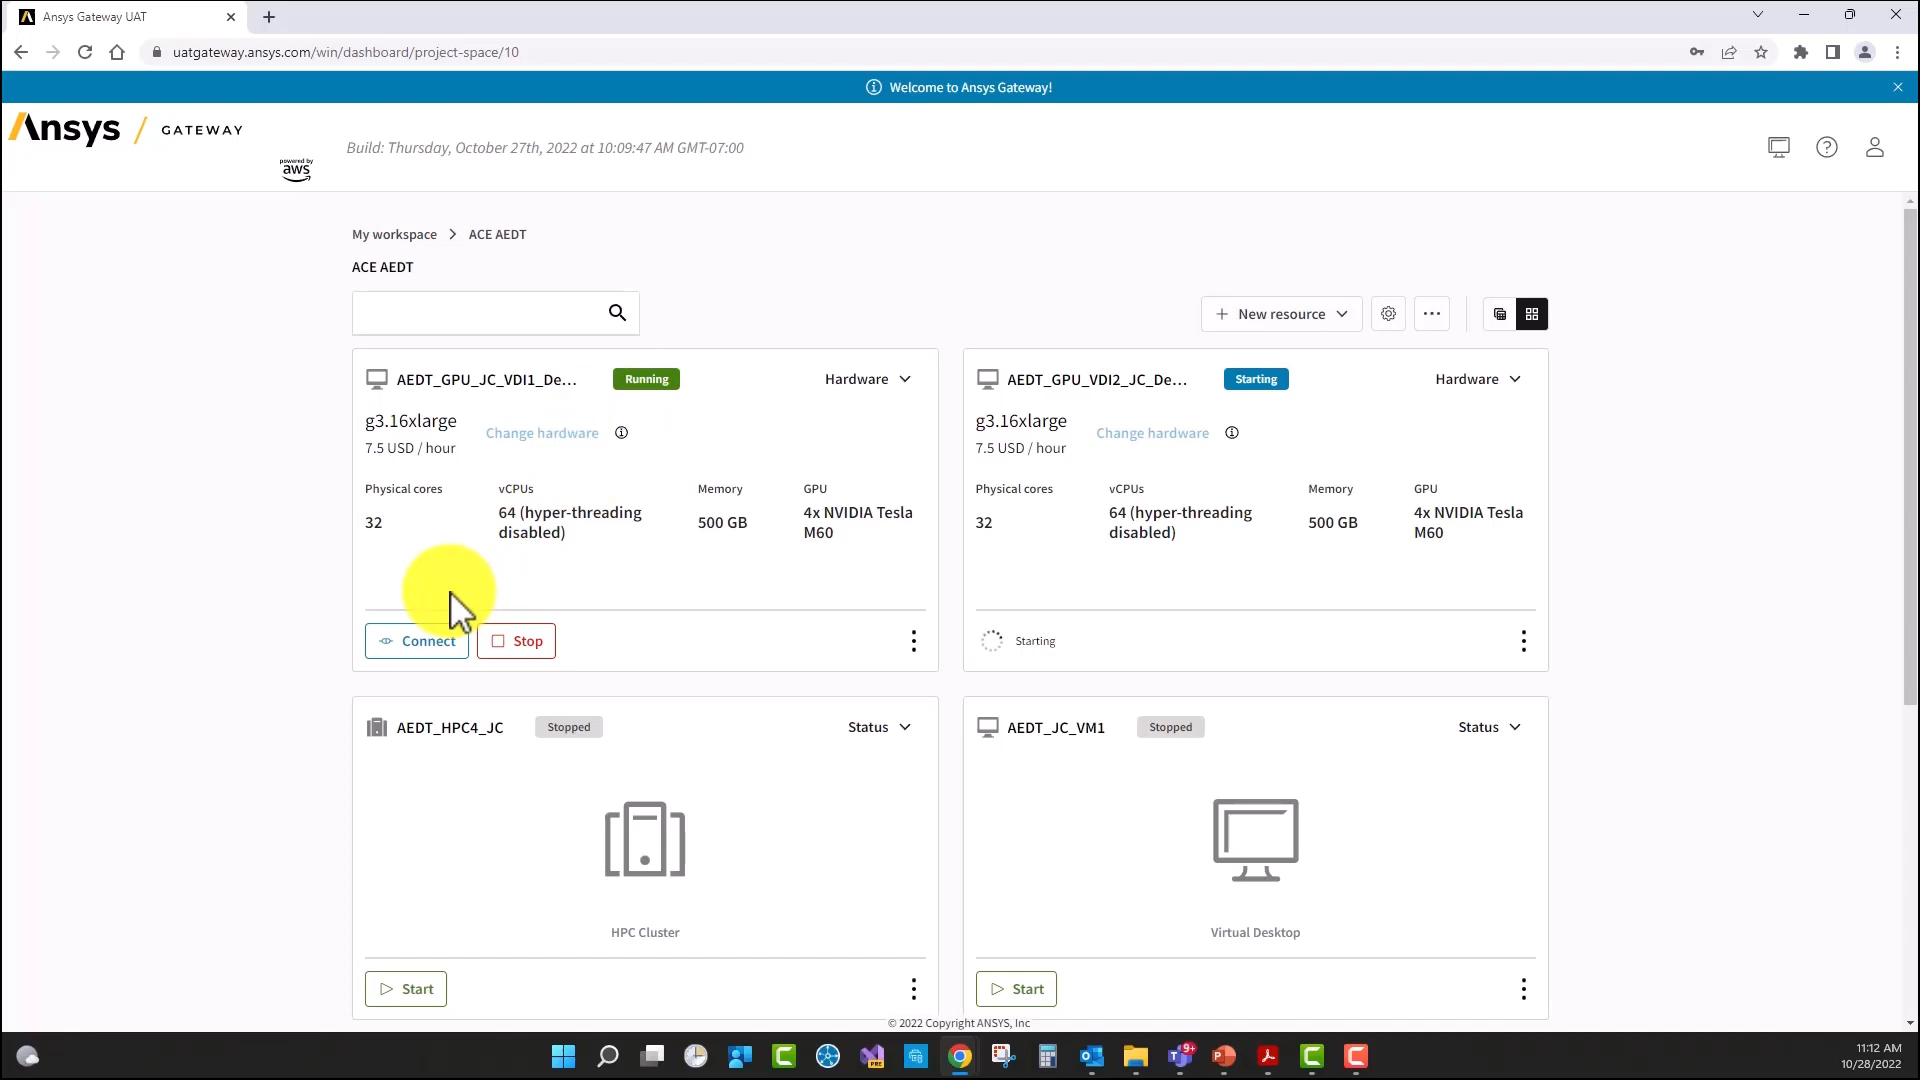 Ansys Gateway UAT
uatgateway.ansys.com/win/dashboard/project-space/10
Welcome to Ansys Gateway!
Ansys / GATEWAY
powered by
aws
Build: Thursday, October 27th, 2022 at 10:09:47 AM GMT-07:00
My workspace > ACE AEDT
ACE AEDT
New resource
AEDT_GPU_JC_VDI1_De...
Running
Hardware
g3.16xlarge
7.5 USD / hour
Change hardware
Physical cores
vCPUs
Memory
GPU
32
64 (hyper-threading
disabled)
500 GB
4x NVIDIA Tesla
M60
Connect
Stop
AEDT_GPU_VDI2_JC_De...
Starting
Hardware
g3.16xlarge
7.5 USD / hour
Change hardware
Physical cores
vCPUs
Memory
GPU
32
64 (hyper-threading
disabled)
500 GB
4x NVIDIA Tesla
M60
Starting
AEDT_HPC4_JC
Stopped
Status
HPC Cluster
Start
AEDT_JC_VM1
Stopped
Status
Virtual Desktop
Start
© 2022 Copyright ANSYS, Inc
9+
11:12 AM
10/28/2022